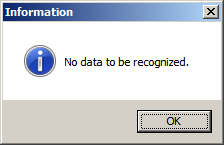 Information
No data to be recognized.
OK